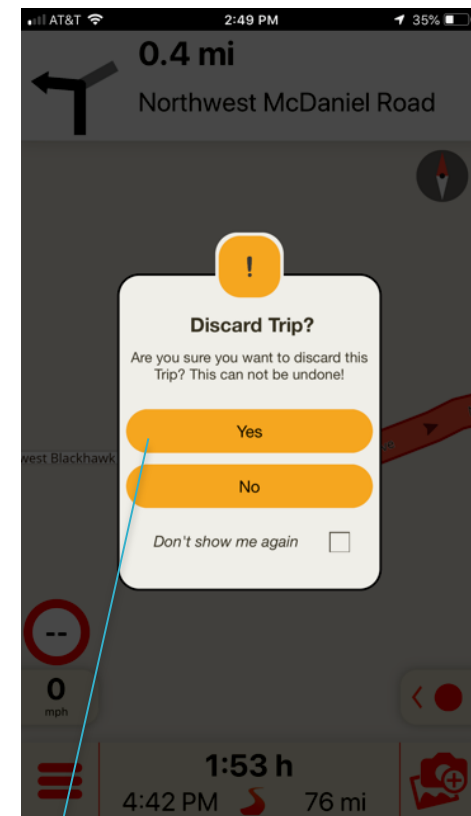 AT&T 2:49 PM 35%
0.4 mi
Northwest McDaniel Road
!
Discard Trip?
Are you sure you want to discard this
Trip? This can not be undone!
Yes
west Blackhawk
No
Don't show me again
--
0
mph
1:53 h
4:42 PM 76 mi